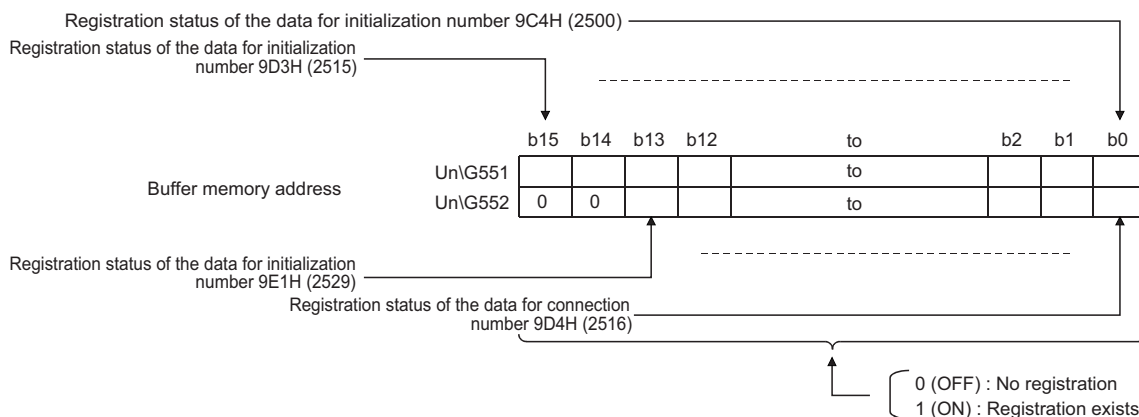 Registration status of the data for initialization number 9C4H (2500)
Registration status of the data for initialization
number 9D3H (2515)
b15 b14 b13 b12 to b2 b1 b0
Buffer memory address
Un\G551 to
Un\G552 0 0 to
Registration status of the data for initialization
number 9E1H (2529)
Registration status of the data for connection
number 9D4H (2516)
0 (OFF) : No registration
1 (ON) : Registration exists